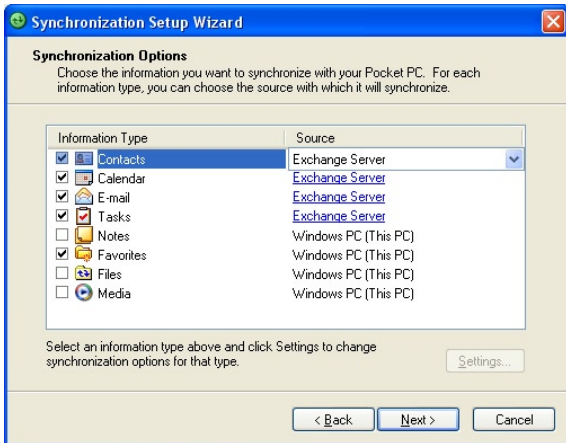 Synchronization Setup Wizard
Synchronization Options
Choose the information you want to synchronize with your Pocket PC. For each
information type, you can choose the source with which it will synchronize.
Information Type Source
Contacts Exchange Server
Calendar Exchange Server
E-mail Exchange Server
Tasks Exchange Server
Notes Windows PC (This PC)
Favorites Windows PC (This PC)
Files Windows PC (This PC)
Media Windows PC (This PC)
Select an information type above and click Settings to change
synchronization options for that type.
Settings...
< Back Next > Cancel